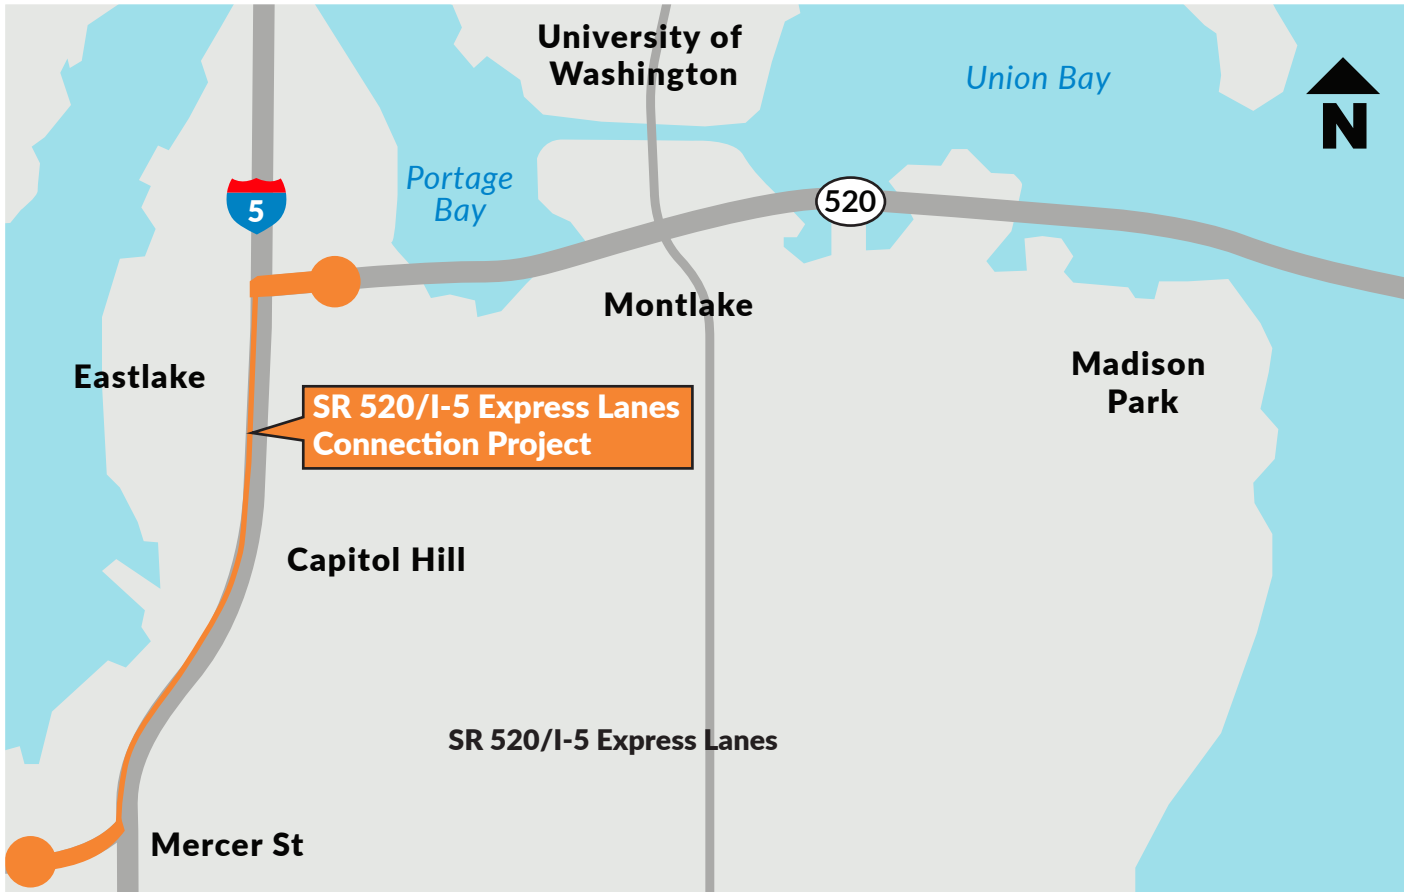 University of
Washington
Union Bay
N
Portage
Bay
5
520
Montlake
Eastlake
Madison
Park
SR 520/I-5 Express Lanes
Connection Project
Capitol Hill
SR 520/I-5 Express Lanes
Mercer St